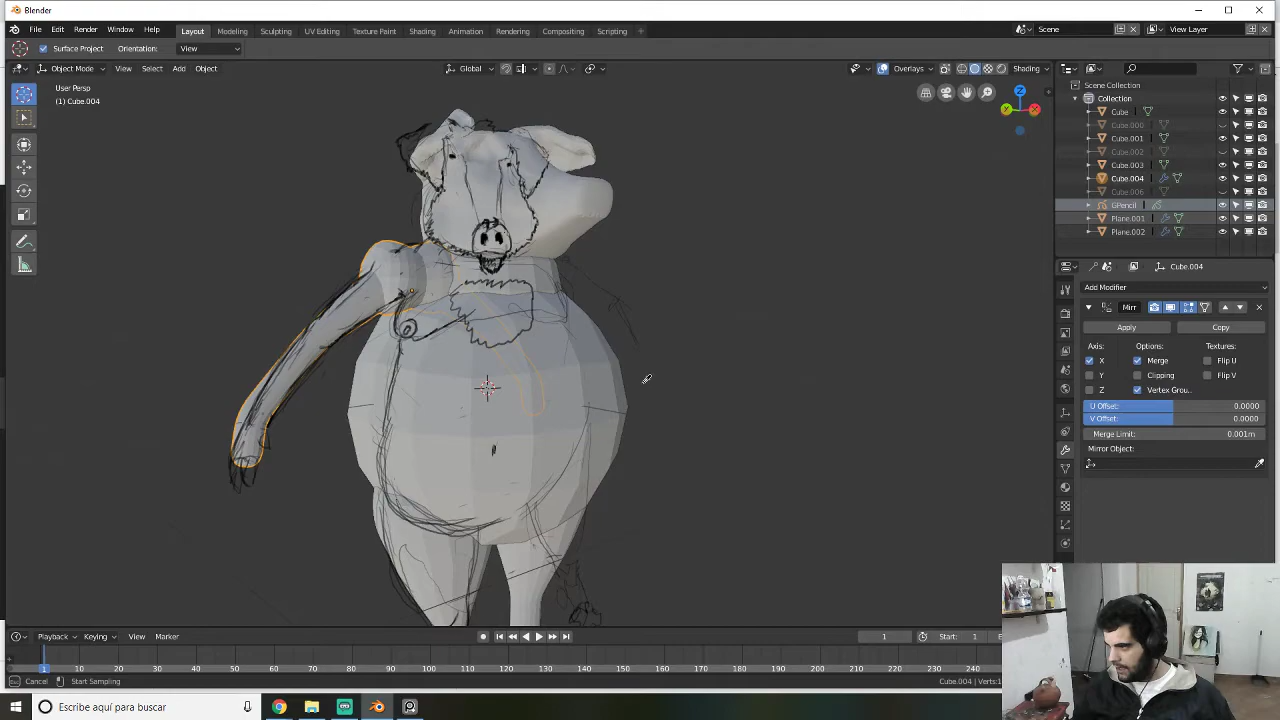 Blender
File Edit Render Window Help Layout Modeling Sculpting UV Editing Texture Paint Shading Animation Rendering Compositing Scripting Scene View Layer
Surface Project Orientation: View
Object Mode View Select Add Object Global Overlays Shading
User Persp
(1) Cube.004
Z
Y
X
Scene Collection
Collection
Cube
Cube.000
Cube.001
Cube.002
Cube.003
Cube.004
Cube.006
GPencil
Plane.001
Plane.002
Cube.004
Add Modifier
Mirr
Apply Copy
Axis: Options: Textures:
X Merge Flip U
Y Clipping Flip V
Z Vertex Grou..
U Offset: 0.0000
V Offset: 0.0000
Merge Limit: 0.001m
Mirror Object:
Playback Keying View Marker 1 Start: 1 E
1 10 20 30 40 50 60 70 80 90 100 110 120 130 140 150 160 170 180 190 200 210 220 230 240
Cancel Start Sampling Cube.004 | Verts:1
Escribe aquí para buscar